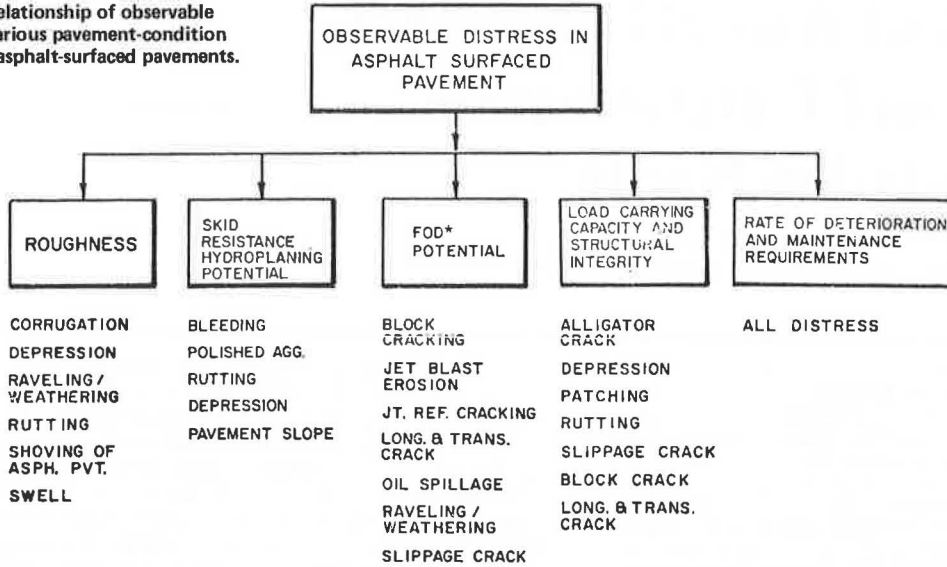 elationship of observable
arious pavement-condition
asphalt-surfaced pavements.
OBSERVABLE DISTRESS IN
ASPHALT SURFACED
PAVEMENT
ROUGHNESS
SKID
RESISTANCE
HYDROPLANING
POTENTIAL
FOD*
POTENTIAL
LOAD CARRYING
CAPACITY AND
STRUCTURAL
INTEGRITY
RATE OF DETERIORATION
AND MAINTENANCE
REQUIREMENTS
CORRUGATION
DEPRESSION
RAVELING/
WEATHERING
RUTTING
SHOVING OF
ASPH. PVT.
SWELL
BLEEDING
POLISHED AGG.
RUTTING
DEPRESSION
PAVEMENT SLOPE
BLOCK
CRACKING
JET BLAST
EROSION
JT. REF. CRACKING
LONG. & TRANS.
CRACK
OIL SPILLAGE
RAVELING/
WEATHERING
SLIPPAGE CRACK
ALLIGATOR
CRACK
DEPRESSION
PATCHING
RUTTING
SLIPPAGE CRACK
BLOCK CRACK
LONG. & TRANS.
CRACK
ALL DISTRESS